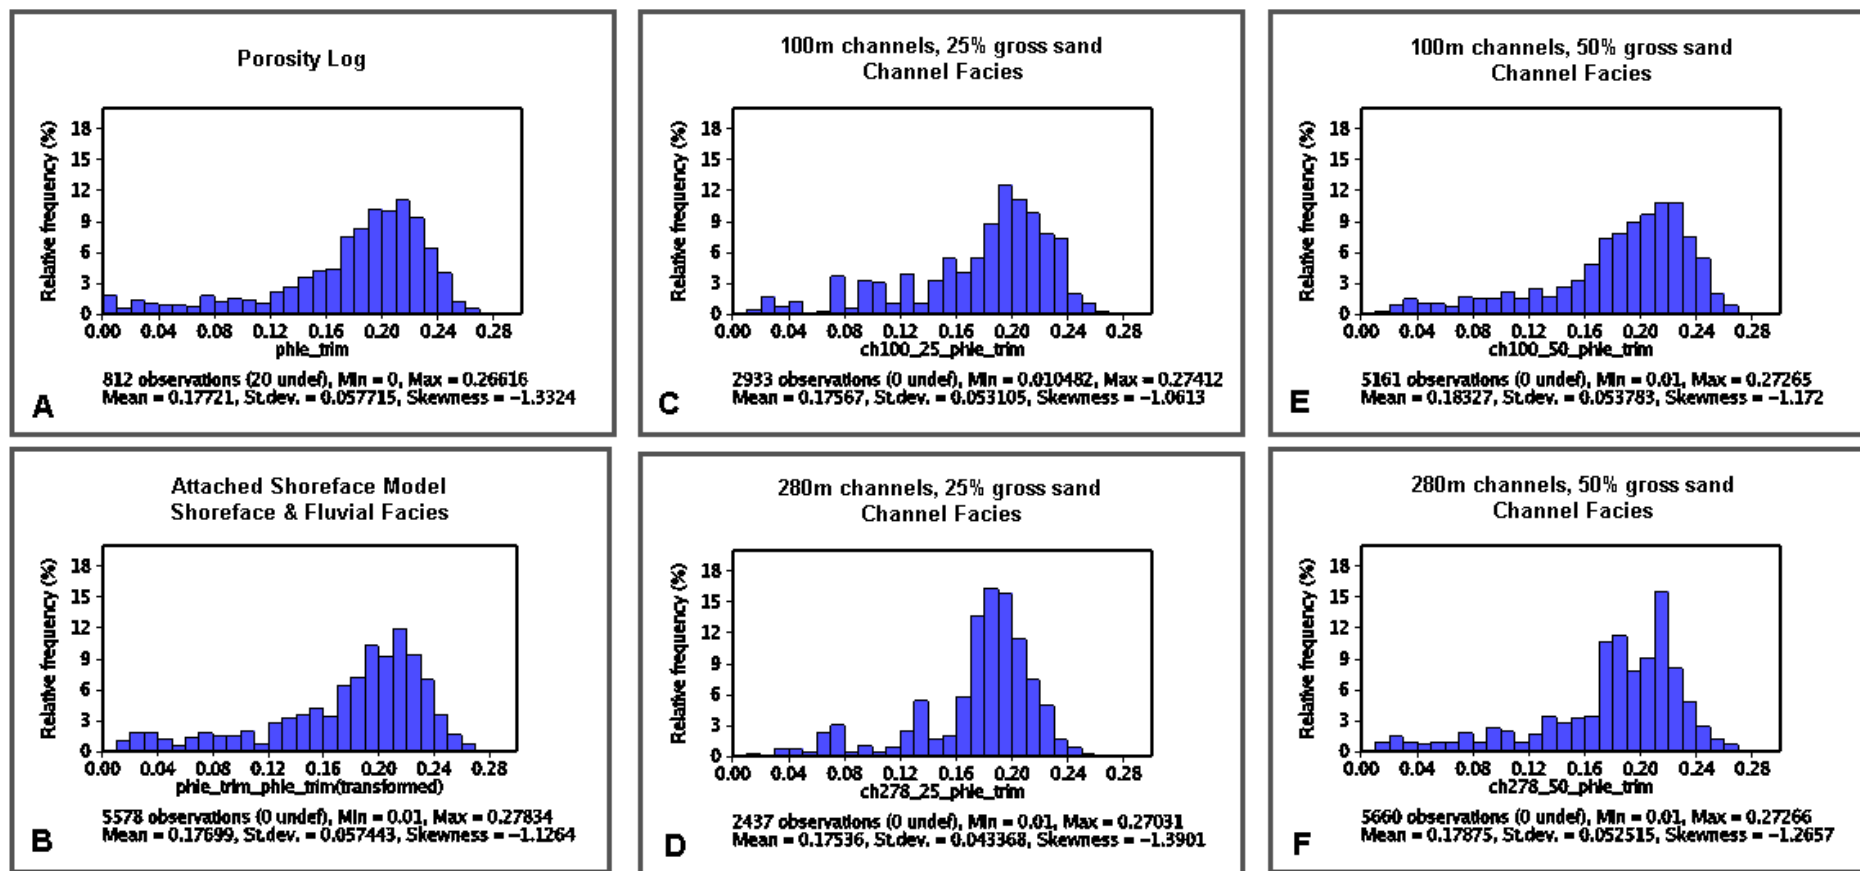 Porosity Log
Relative frequency (%)
18
15
12
9
6
3
0
0.00 0.04 0.08 0.12 0.16 0.20 0.24 0.28
phie_trim
812 observations (20 undef), Min = 0, Max = 0.26616
Mean = 0.17721, St.dev. = 0.057715, Skewness = −1.3324
A
100m channels, 25% gross sand
Channel Facies
Relative frequency (%)
18
15
12
9
6
3
0
0.00 0.04 0.08 0.12 0.16 0.20 0.24 0.28
ch100_25_phie_trim
2933 observations (0 undef), Min = 0.010482, Max = 0.27412
Mean = 0.17567, St.dev. = 0.053105, Skewness = −1.0613
C
100m channels, 50% gross sand
Channel Facies
Relative frequency (%)
18
15
12
9
6
3
0
0.00 0.04 0.08 0.12 0.16 0.20 0.24 0.28
ch100_50_phie_trim
5161 observations (0 undef), Min = 0.01, Max = 0.27265
Mean = 0.18327, St.dev. = 0.053783, Skewness = −1.172
E
Attached Shoreface Model
Shoreface & Fluvial Facies
Relative frequency (%)
18
15
12
9
6
3
0
0.00 0.04 0.08 0.12 0.16 0.20 0.24 0.28
phie_trim_phie_trim(transformed)
5578 observations (0 undef), Min = 0.01, Max = 0.27834
Mean = 0.17699, St.dev. = 0.057443, Skewness = −1.1264
B
280m channels, 25% gross sand
Channel Facies
Relative frequency (%)
18
15
12
9
6
3
0
0.00 0.04 0.08 0.12 0.16 0.20 0.24 0.28
ch278_25_phie_trim
2437 observations (0 undef), Min = 0.01, Max = 0.27031
Mean = 0.17536, St.dev. = 0.043368, Skewness = −1.3901
D
280m channels, 50% gross sand
Channel Facies
Relative frequency (%)
18
15
12
9
6
3
0
0.00 0.04 0.08 0.12 0.16 0.20 0.24 0.28
ch278_50_phie_trim
5660 observations (0 undef), Min = 0.01, Max = 0.27266
Mean = 0.17875, St.dev. = 0.052515, Skewness = −1.2657
F